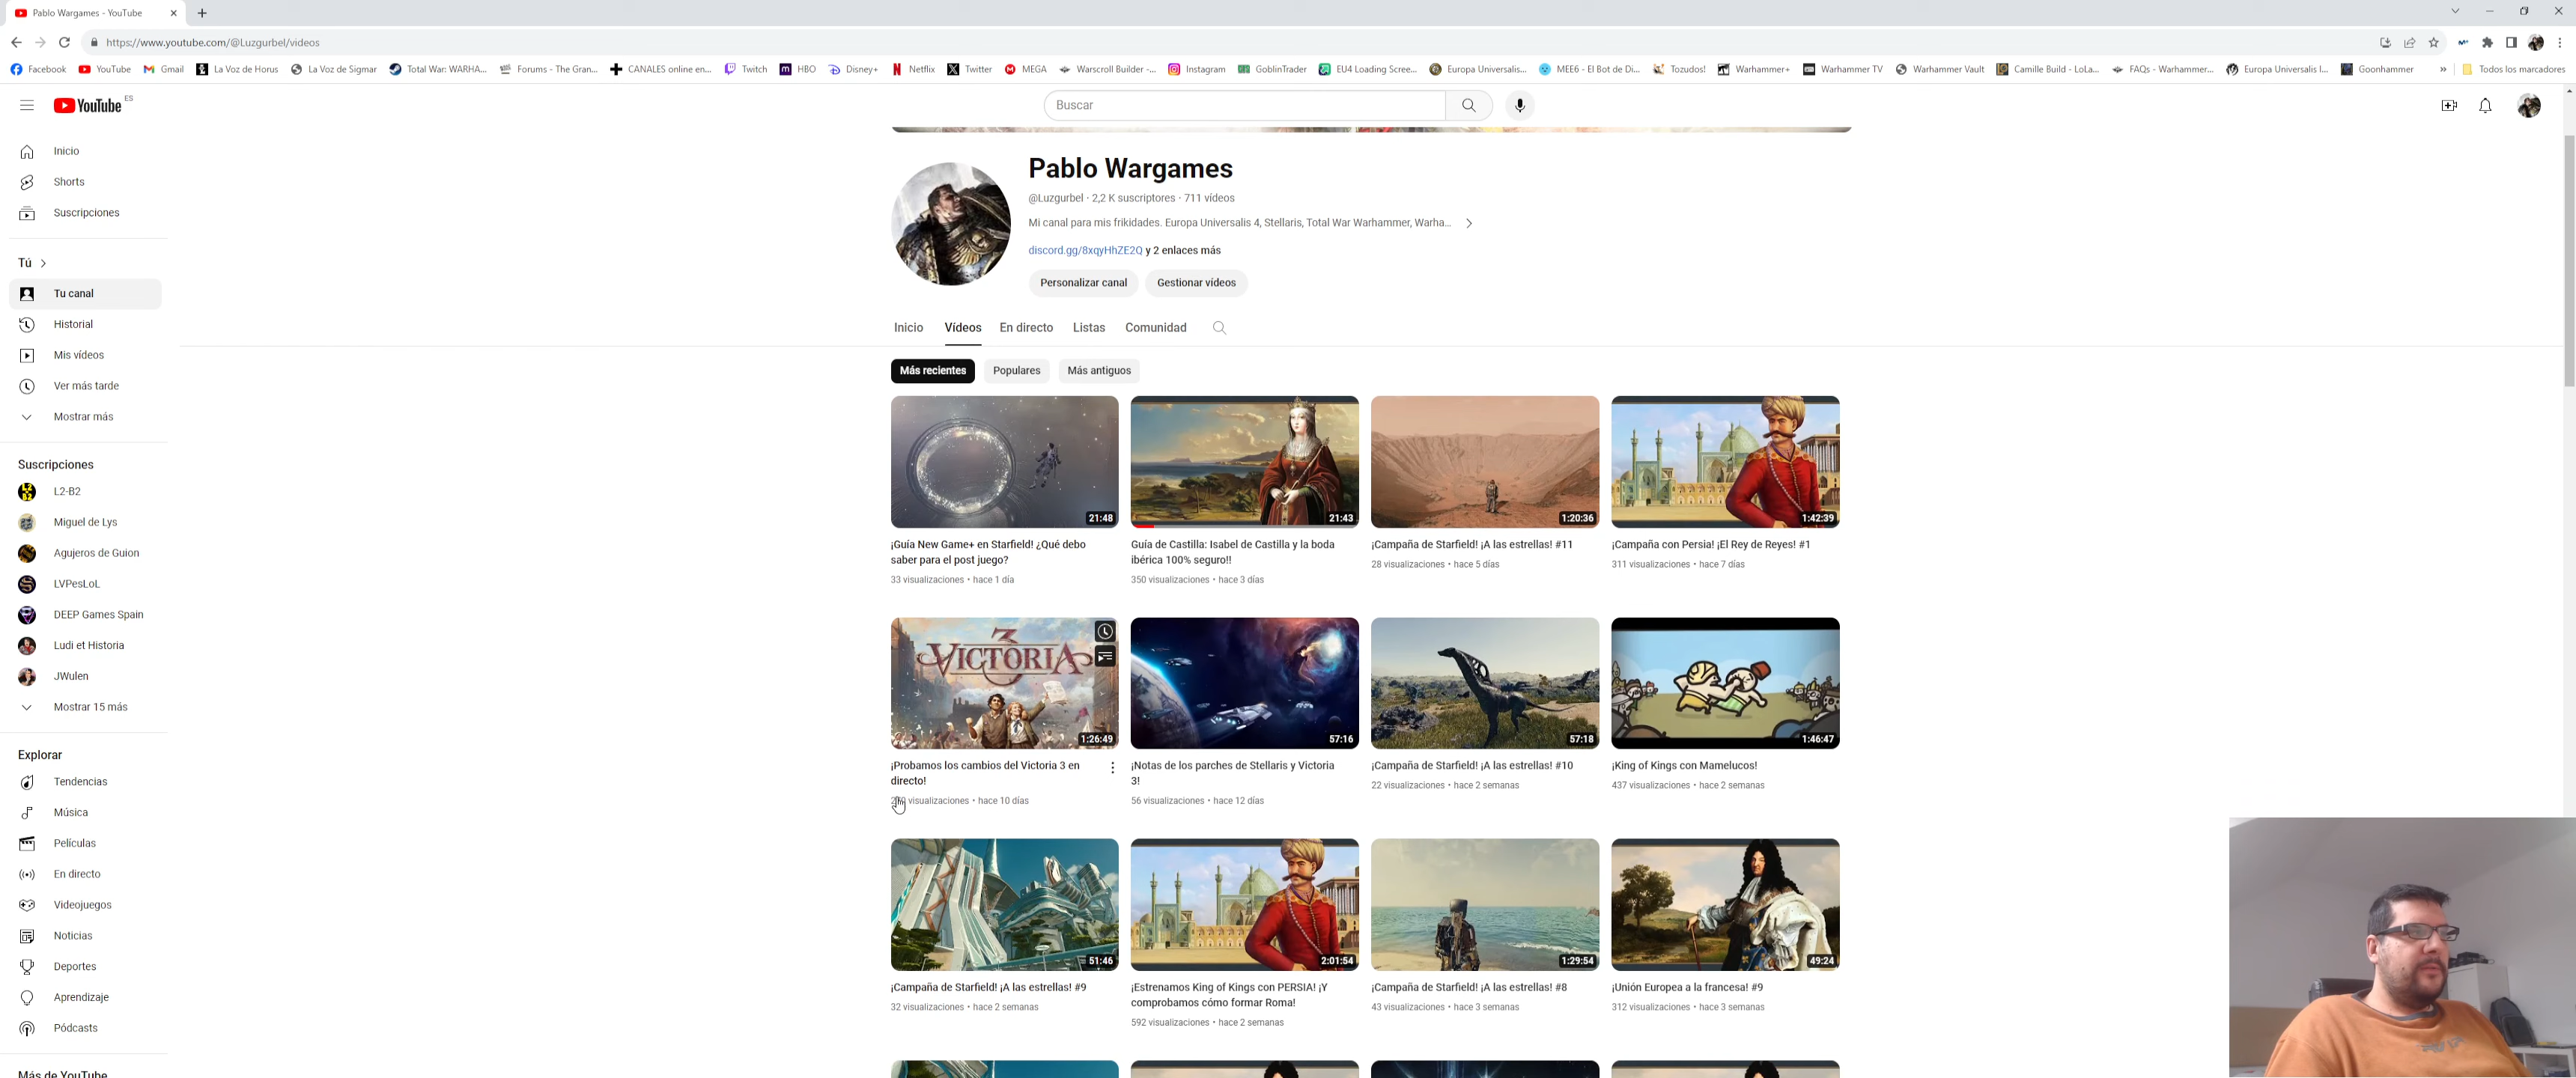 Pablo Wargames - YouTube
https://www.youtube.com/@Luzgurbel/videos
Facebook
YouTube
Gmail
La Voz de Horus
La Voz de Sigmar
Total War: WARHA...
Forums - The Gran...
CANALES online en...
Twitch
HBO
Disney+
Netflix
Twitter
MEGA
Warscroll Builder -...
Instagram
GoblinTrader
EU4 Loading Scree...
Europa Universalis...
MEE6 - El Bot de Di...
Tozudos!
Warhammer+
Warhammer TV
Warhammer Vault
Camille Build - LoLa...
FAQs - Warhammer...
Europa Universalis I...
Goonhammer
»
Todos los marcadores
YouTube ES
Buscar
Inicio
Shorts
Suscripciones
Tú
Tu canal
Historial
Mis vídeos
Ver más tarde
Mostrar más
Suscripciones
L2-B2
Miguel de Lys
Agujeros de Guion
LVPesLoL
DEEP Games Spain
Ludi et Historia
JWulen
Mostrar 15 más
Explorar
Tendencias
Música
Películas
En directo
Videojuegos
Noticias
Deportes
Aprendizaje
Pódcasts
Más de YouTube
Pablo Wargames
@Luzgurbel · 2,2 K suscriptores · 711 vídeos
Mi canal para mis frikidades. Europa Universalis 4, Stellaris, Total War Warhammer, Warha...
discord.gg/8xqyHhZE2Q y 2 enlaces más
Personalizar canal
Gestionar vídeos
Inicio
Vídeos
En directo
Listas
Comunidad
Más recientes
Populares
Más antiguos
21:48
¡Guía New Game+ en Starfield! ¿Qué debo
saber para el post juego?
33 visualizaciones • hace 1 día
21:43
Guía de Castilla: Isabel de Castilla y la boda
ibérica 100% seguro!!
350 visualizaciones • hace 3 días
1:20:36
¡Campaña de Starfield! ¡A las estrellas! #11
28 visualizaciones • hace 5 días
1:42:39
¡Campaña con Persia! ¡El Rey de Reyes! #1
311 visualizaciones • hace 7 días
3
VICTORIA
1:26:49
¡Probamos los cambios del Victoria 3 en
directo!
visualizaciones • hace 10 días
57:16
¡Notas de los parches de Stellaris y Victoria
3!
56 visualizaciones • hace 12 días
57:18
¡Campaña de Starfield! ¡A las estrellas! #10
22 visualizaciones • hace 2 semanas
1:46:47
¡King of Kings con Mamelucos!
437 visualizaciones • hace 2 semanas
51:46
¡Campaña de Starfield! ¡A las estrellas! #9
32 visualizaciones • hace 2 semanas
2:01:54
¡Estrenamos King of Kings con PERSIA! ¡Y
comprobamos cómo formar Roma!
592 visualizaciones • hace 2 semanas
1:29:54
¡Campaña de Starfield! ¡A las estrellas! #8
43 visualizaciones • hace 3 semanas
49:24
¡Unión Europea a la francesa! #9
312 visualizaciones • hace 3 semanas